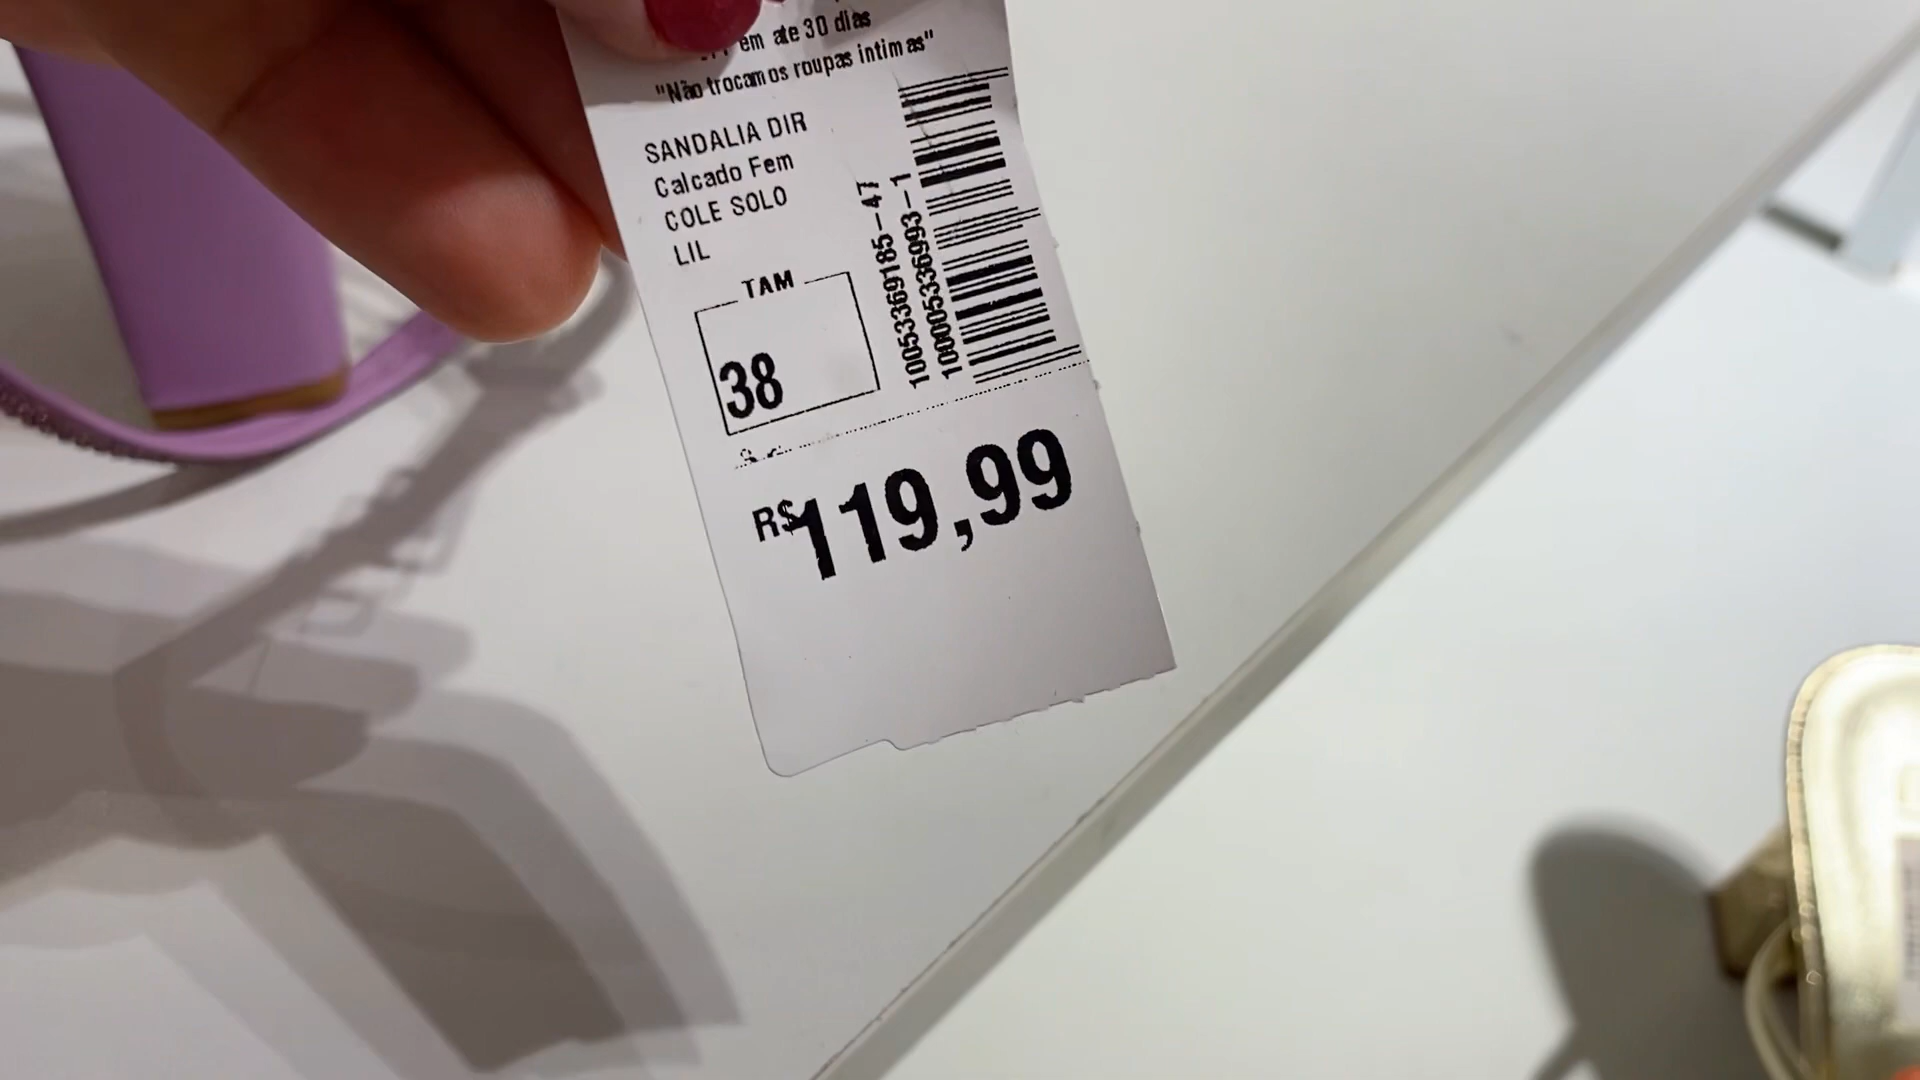 em ate 30 dias
"Não trocamos roupas intimas"
SANDALIA DIR
Calcado Fem
COLE SOLO
LIL
TAM
38
10053369185-47
1000053336993-1
R$119,99